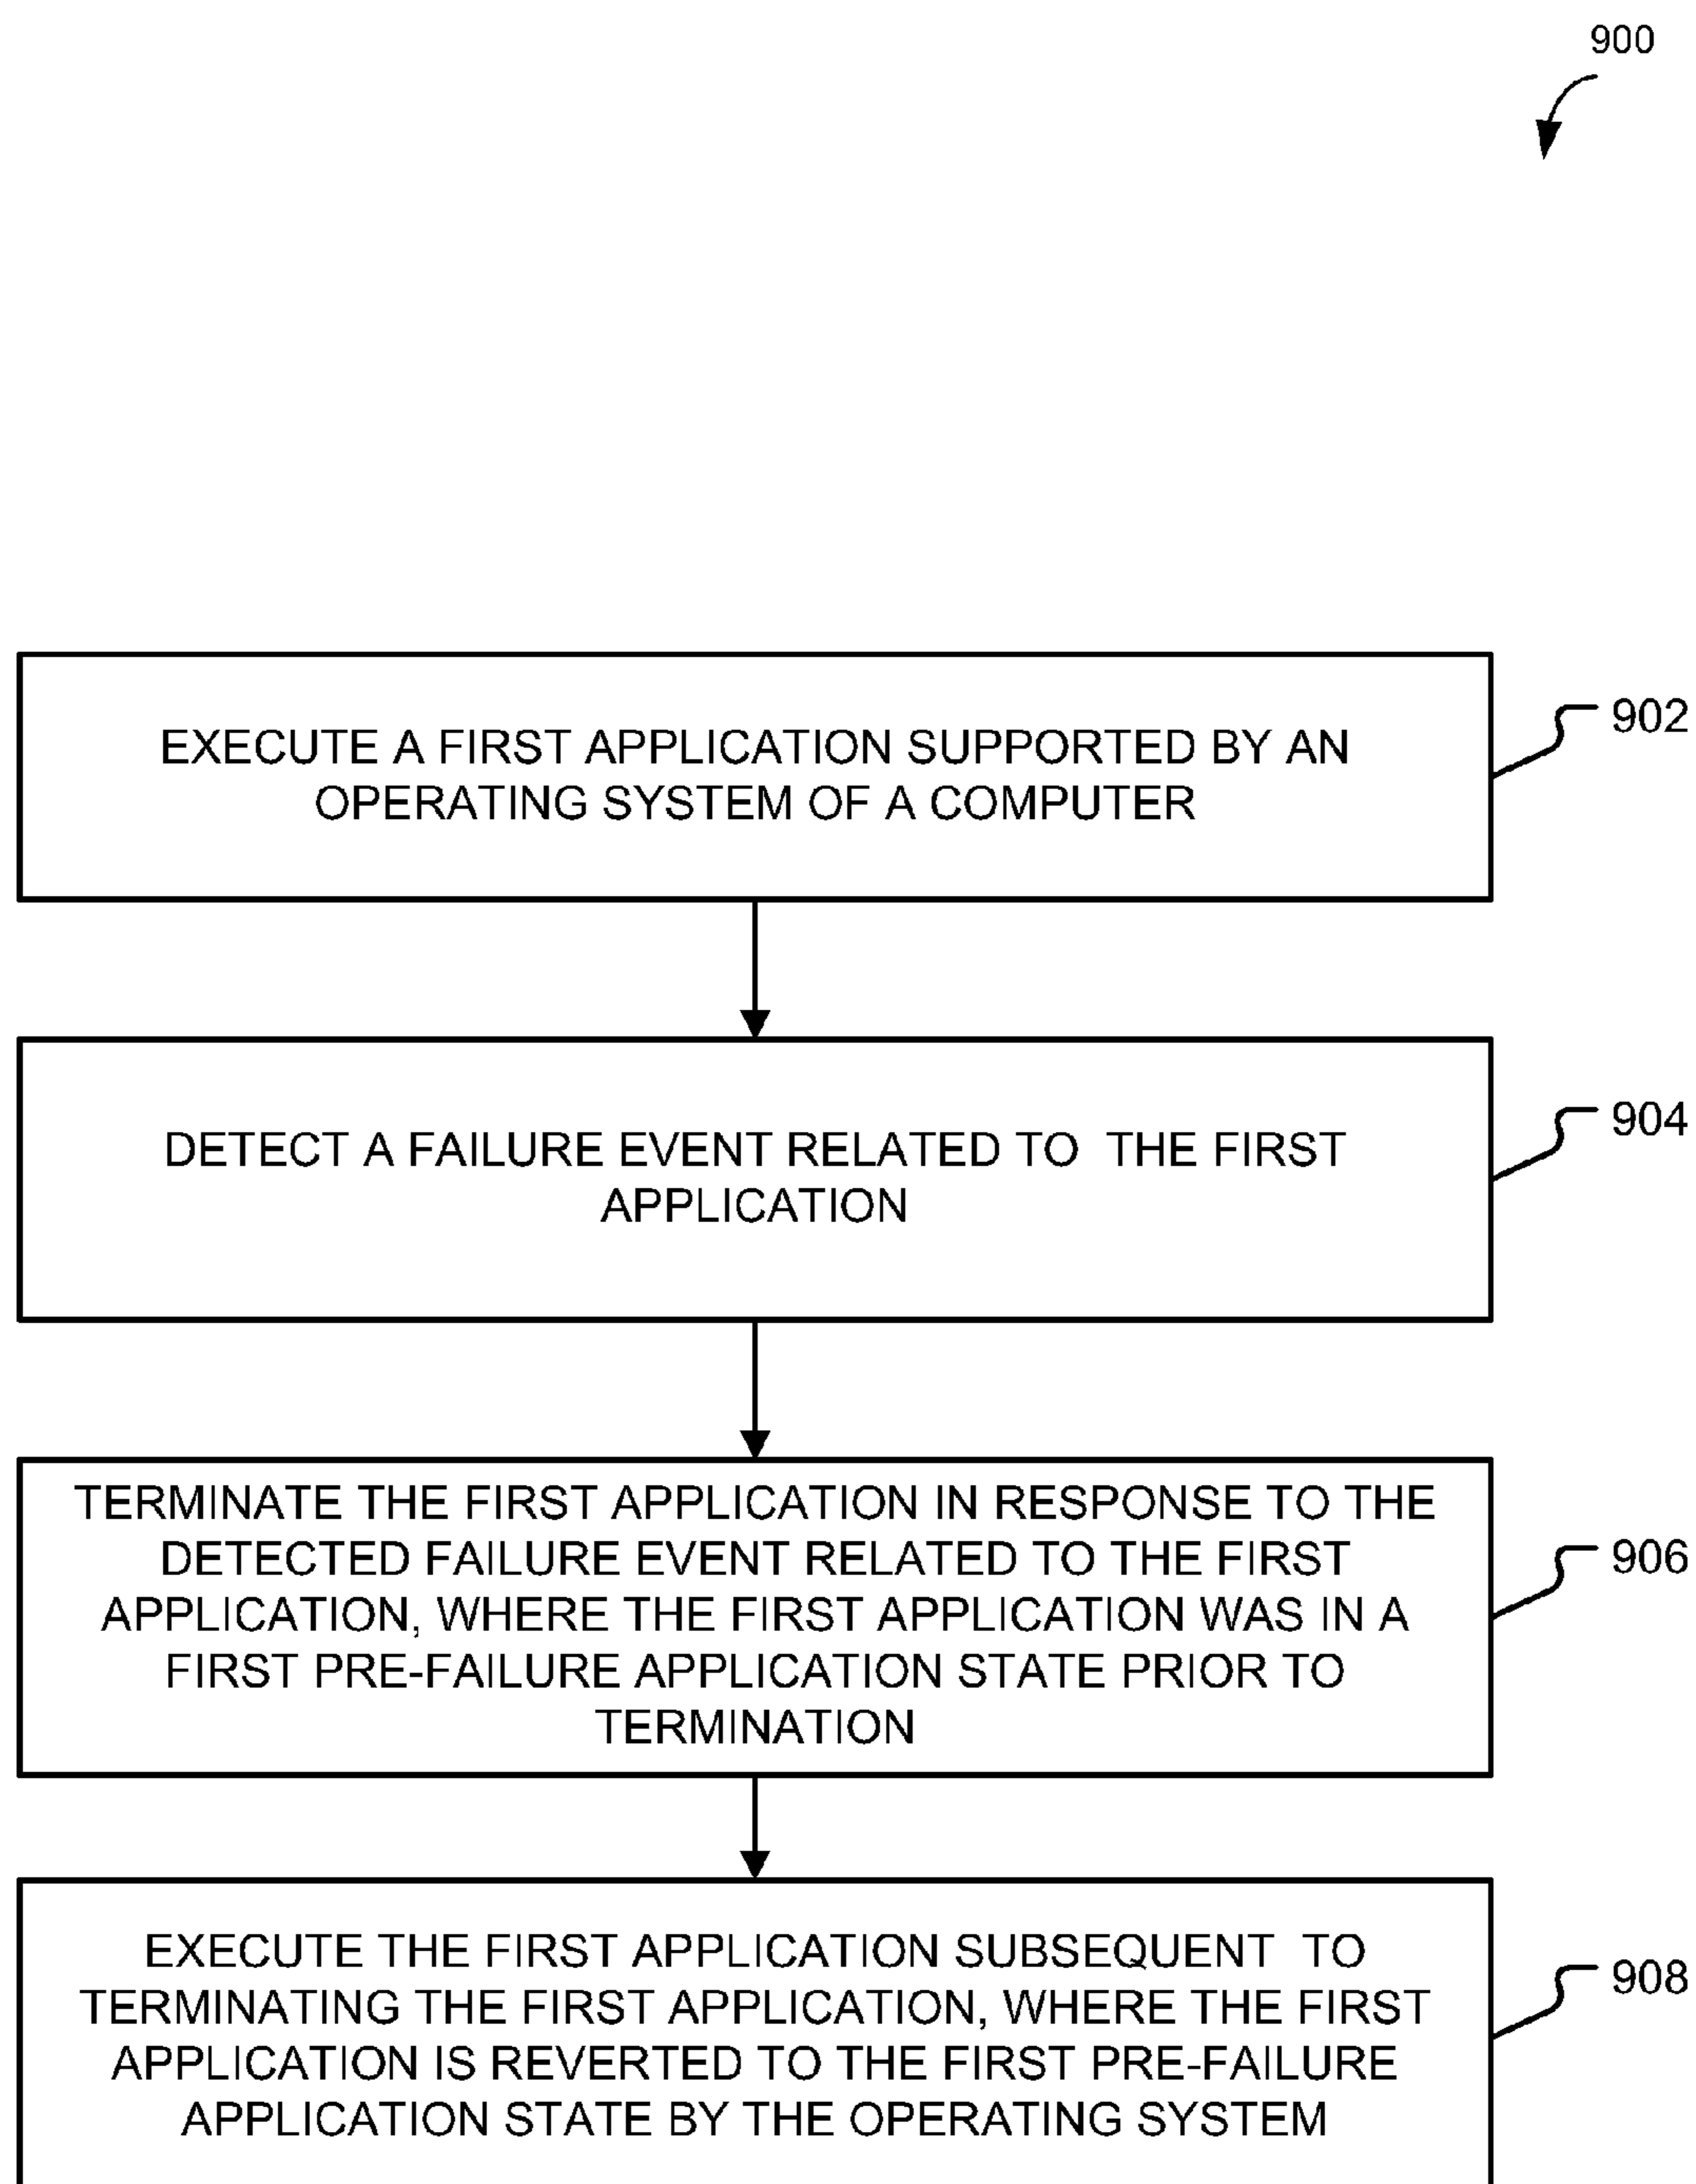 900
EXECUTE A FIRST APPLICATION SUPPORTED BY AN
OPERATING SYSTEM OF A COMPUTER
902
DETECT A FAILURE EVENT RELATED TO THE FIRST
APPLICATION
904
TERMINATE THE FIRST APPLICATION IN RESPONSE TO THE
DETECTED FAILURE EVENT RELATED TO THE FIRST
APPLICATION, WHERE THE FIRST APPLICATION WAS IN A
FIRST PRE-FAILURE APPLICATION STATE PRIOR TO
TERMINATION
906
EXECUTE THE FIRST APPLICATION SUBSEQUENT TO
TERMINATING THE FIRST APPLICATION, WHERE THE FIRST
APPLICATION IS REVERTED TO THE FIRST PRE-FAILURE
APPLICATION STATE BY THE OPERATING SYSTEM
908